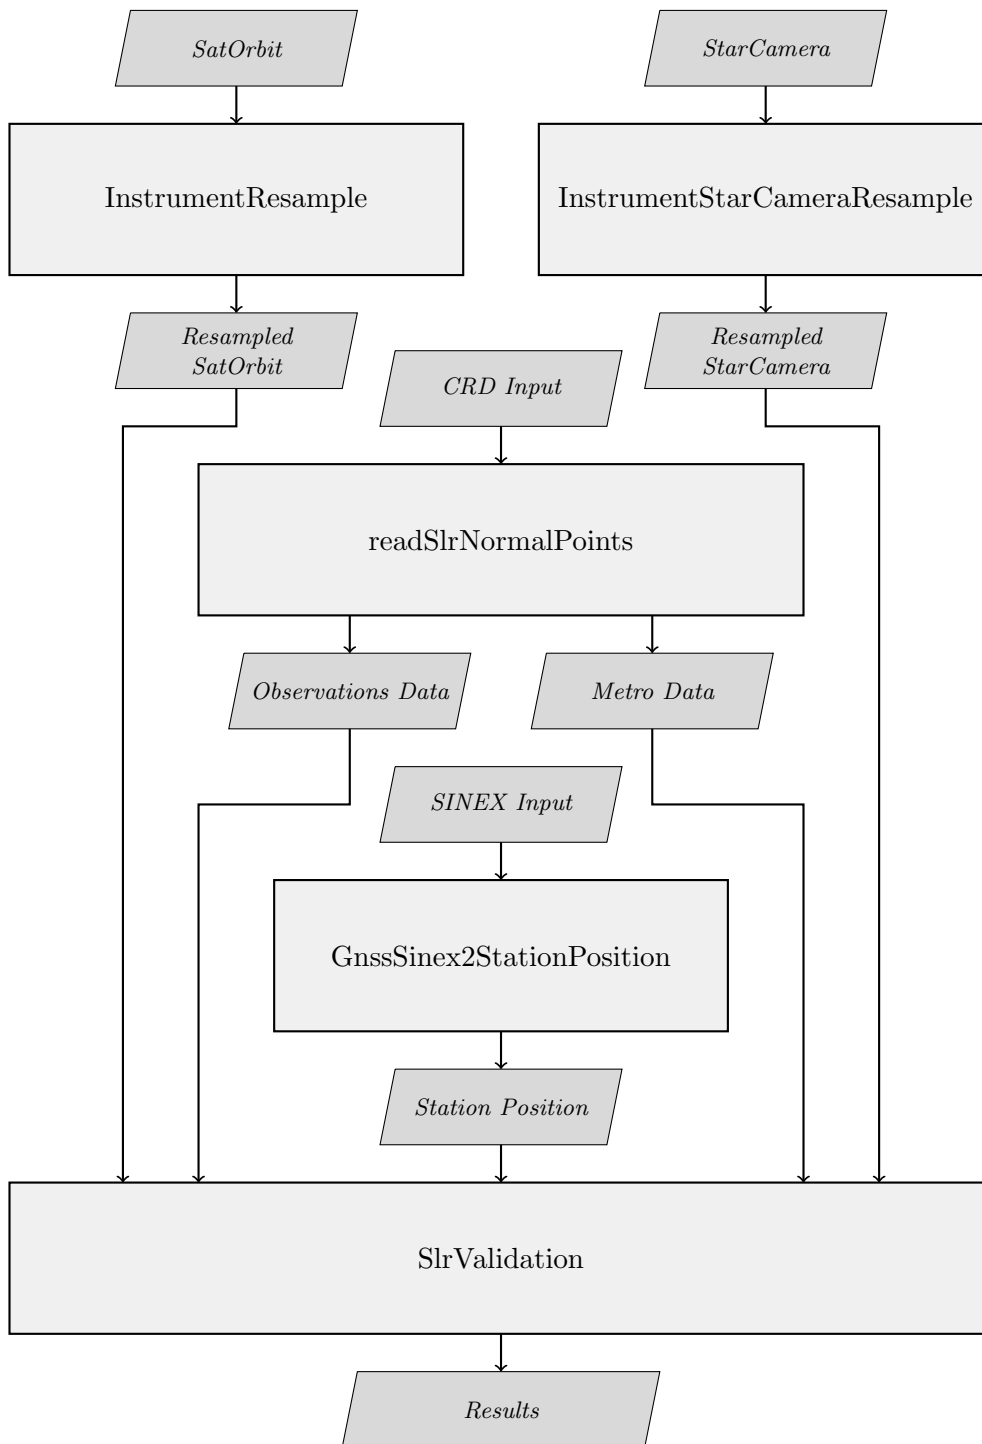 SatOrbit
StarCamera
InstrumentResample
InstrumentStarCameraResample
Resampled
SatOrbit
Resampled
StarCamera
CRD Input
readSlrNormalPoints
Observations Data
Metro Data
SINEX Input
GnssSinex2StationPosition
Station Position
SlrValidation
Results